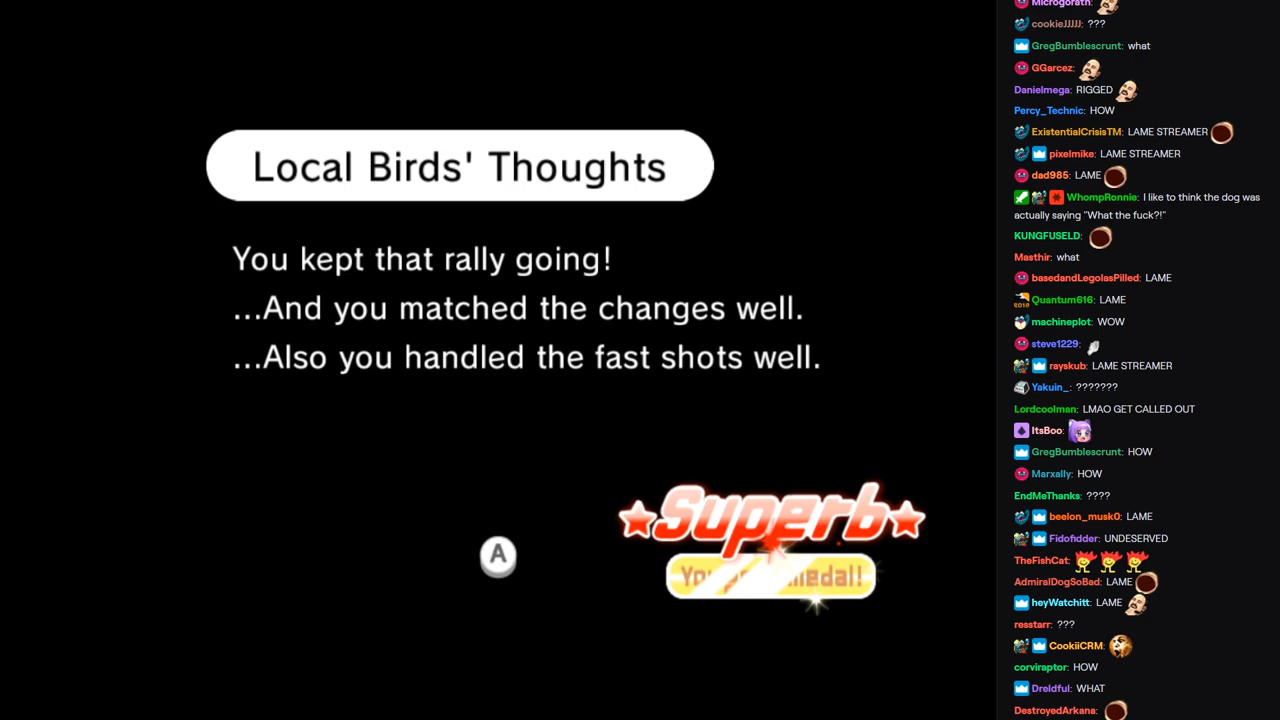 Local Birds' Thoughts
You kept that rally going!
...And you matched the changes well.
...Also you handled the fast shots well.
A
Superb
medal!
Microgorath:
cookieJJJJJ: ???
GregBumblescrunt: what
GGarcez:
Danielmega: RIGGED
Percy_Technic: HOW
ExistentialCrisisTM: LAME STREAMER
pixelmike: LAME STREAMER
dad985: LAME
WhompRonnie: I like to think the dog was
actually saying "What the fuck?!"
KUNGFUSELD:
Masthir: what
basedandLegolasPilled: LAME
Quantum616: LAME
machineplot: WOW
steve1229:
rayskub: LAME STREAMER
Yakuin_: ???????
Lordcoolman: LMAO GET CALLED OUT
ItsBoo:
GregBumblescrunt: HOW
Marxally: HOW
EndMeThanks: ????
beelon_musk0: LAME
Fidofidder: UNDESERVED
TheFishCat:
AdmiralDogSoBad: LAME
heyWatchitt: LAME
resstarr: ???
CookiiCRM:
corviraptor: HOW
Dreldful: WHAT
DestroyedArkana: